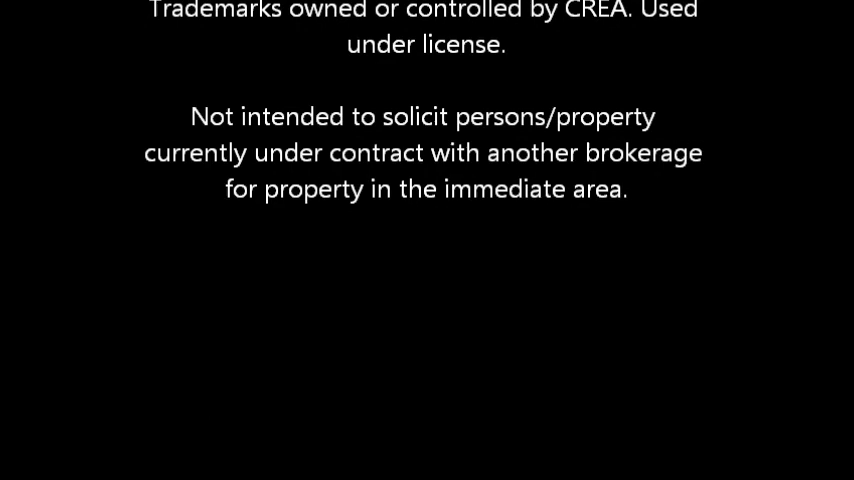 Trademarks owned or controlled by CREA. Used
under license.
Not intended to solicit persons/property
currently under contract with another brokerage
for property in the immediate area.